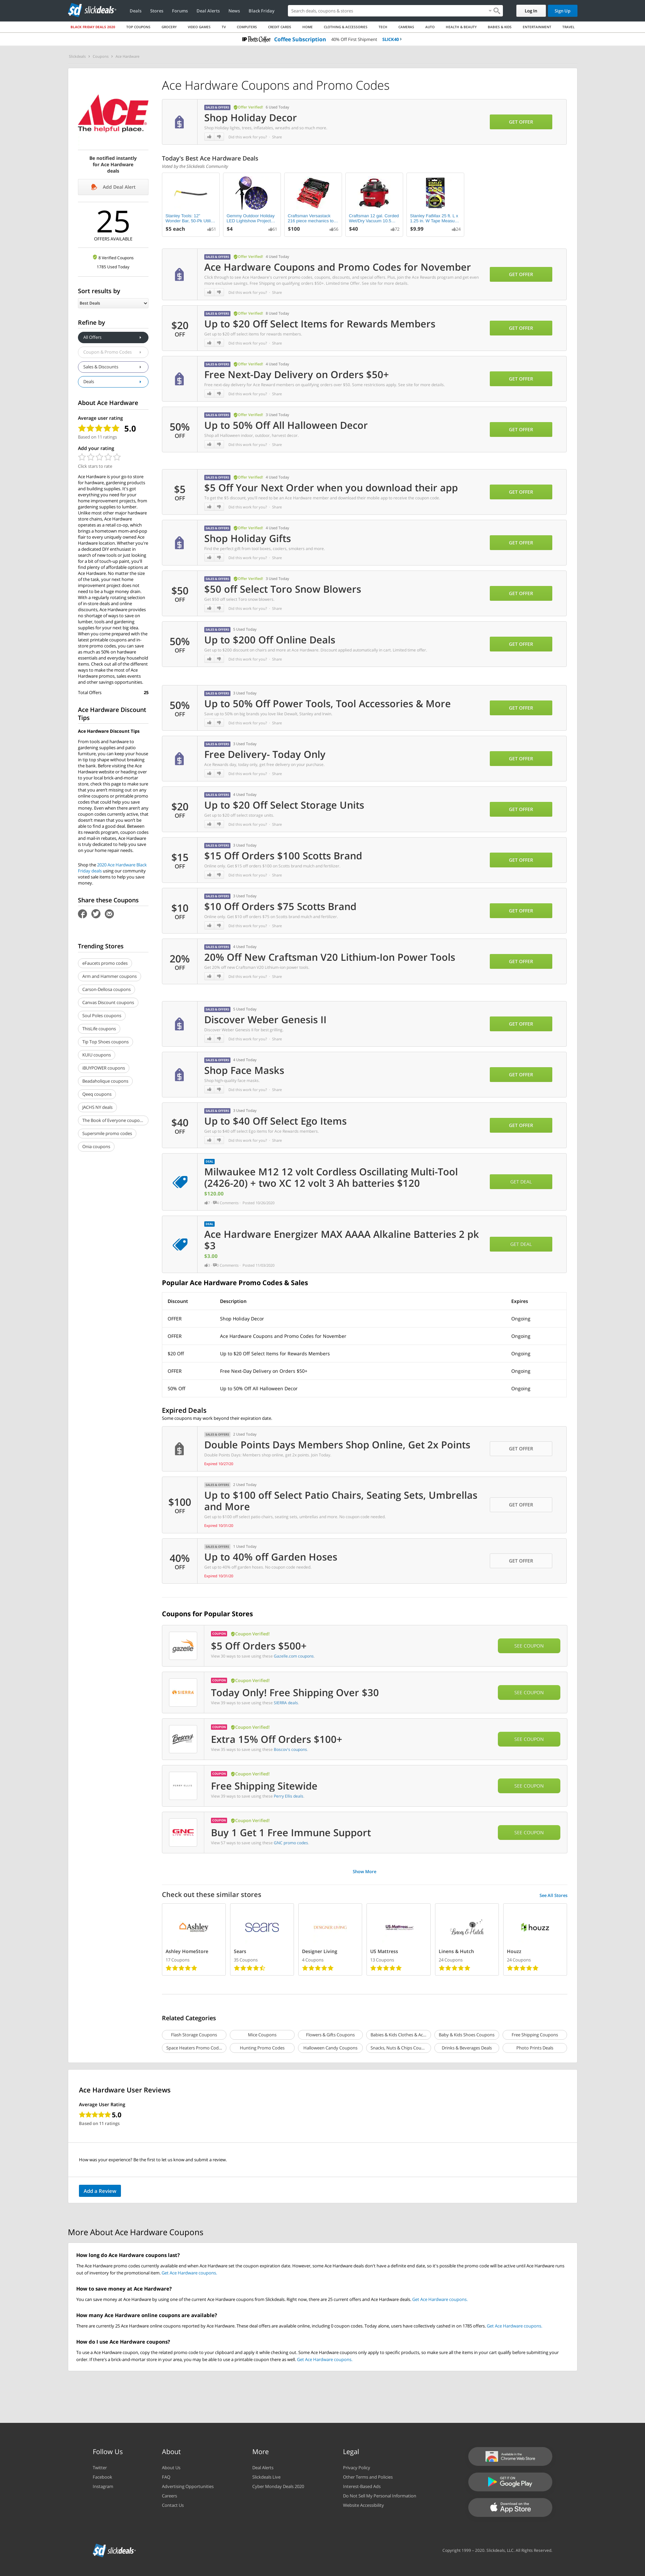 slickdeals
Deals Stores Forums Deal Alerts News Black Friday
Search deals, coupons & stores
Log In Sign Up
BLACK FRIDAY DEALS 2020 TOP COUPONS GROCERY VIDEO GAMES TV COMPUTERS CREDIT CARDS HOME CLOTHING & ACCESSORIES TECH CAMERAS AUTO HEALTH & BEAUTY BABIES & KIDS ENTERTAINMENT TRAVEL
Peet's Coffee Coffee Subscription 40% Off First Shipment SLICK40
Slickdeals > Coupons > Ace Hardware
ACE
The helpful place.
Be notified instantly
for Ace Hardware
deals
Add Deal Alert
25
OFFERS AVAILABLE
8 Verified Coupons
1785 Used Today
Sort results by
Best Deals
Refine by
All Offers
Coupon & Promo Codes
Sales & Discounts
Deals
About Ace Hardware
Average user rating
5.0
Based on 11 ratings
Add your rating
Click stars to rate
Ace Hardware is your go-to store
for hardware, gardening products
and building supplies. It's got
everything you need for your
home improvement projects, from
gardening supplies to lumber.
Unlike most other major hardware
store chains, Ace Hardware
operates as a retail co-op, which
brings a hometown mom-and-pop
flair to every uniquely owned Ace
Hardware location. Whether you're
a dedicated DIY enthusiast in
search of new tools or just looking
for a bit of paint, you'll find
plenty of affordable options at
Ace Hardware. No matter the size
of the task, your next home
improvement project does not
need to be a huge money drain.
With a regularly rotating selection
of in-store deals and online
discounts, Ace Hardware provides
no shortage of ways to save on
lumber, tools and gardening
supplies for your next big idea.
When you come prepared with the
latest printable coupons and in-
store promo codes, you can save
as much as 50% on hardware
essentials and everyday household
items. Check out all of the different
ways to make the most of Ace
Hardware promos, sales events
and other savings opportunities.
Total Offers 25
Ace Hardware Discount
Tips
Ace Hardware Discount Tips
From tools and hardware to
gardening supplies and patio
furniture, you can keep your house
in tip top shape without breaking
the bank. Before visiting the Ace
Hardware website or heading over
to your local brick-and-mortar
store, check this page to make sure
that you aren't missing out on any
online coupons or printable promo
codes that could help you save
money. Even when there aren't any
coupon codes currently active, that
doesn't mean that you won't be
able to find a good deal. Between
its rewards program, coupon codes
and mail-in rebates, Ace Hardware
is truly dedicated to help you save
on your home repair needs.
Shop the 2020 Ace Hardware Black
Friday deals using our community
voted sale items to help you save
money.
Share these Coupons
Trending Stores
eFaucets promo codes
Arm and Hammer coupons
Carson-Dellosa coupons
Canvas Discount coupons
Soul Poles coupons
ThisLife coupons
Tip Top Shoes coupons
KUIU coupons
iBUYPOWER coupons
Beadaholique coupons
Qeeq coupons
JACHS NY deals
The Book of Everyone coupo...
Supersmile promo codes
Onia coupons
Ace Hardware Coupons and Promo Codes
SALES & OFFERS Offer Verified! 6 Used Today
Shop Holiday Decor
Shop Holiday lights, trees, inflatables, wreaths and so much more.
Did this work for you? Share
GET OFFER
Today's Best Ace Hardware Deals
Voted by the Slickdeals Community
Stanley Tools: 12"
Wonder Bar, 50-Pk Utilit...
$5 each 51
Gemmy Outdoor Holiday
LED Lightshow Project...
$4 61
Craftsman Versastack
216 piece mechanics to...
$100 66
Craftsman 12 gal. Corded
Wet/Dry Vacuum 10.5...
$40 72
Stanley FatMax 25 ft. L x
1.25 in. W Tape Measu...
$9.99 24
SALES & OFFERS Offer Verified! 4 Used Today
Ace Hardware Coupons and Promo Codes for November
Click through to see Ace Hardware's current promo codes, coupons, discounts, and special offers. Plus, join the Ace Rewards program and get even
more exclusive savings. Free Shipping on qualifying orders $50+. Limited time Offer. See site for more details.
Did this work for you? Share
GET OFFER
$20
OFF
SALES & OFFERS Offer Verified! 8 Used Today
Up to $20 Off Select Items for Rewards Members
Get up to $20 off select items for rewards members.
Did this work for you? Share
GET OFFER
SALES & OFFERS Offer Verified! 4 Used Today
Free Next-Day Delivery on Orders $50+
Free next-day delivery for Ace Reward members on qualifying orders over $50. Some restrictions apply. See site for more details.
Did this work for you? Share
GET OFFER
50%
OFF
SALES & OFFERS Offer Verified! 5 Used Today
Up to 50% Off All Halloween Decor
Shop all Halloween indoor, outdoor, harvest decor.
Did this work for you? Share
GET OFFER
$5
OFF
SALES & OFFERS Offer Verified! 4 Used Today
$5 Off Your Next Order when you download their app
To get the $5 discount, you'll need to be an Ace Hardware member and download their mobile app to receive the coupon code.
Did this work for you? Share
GET OFFER
SALES & OFFERS Offer Verified! 4 Used Today
Shop Holiday Gifts
Find the perfect gift from tool boxes, coolers, smokers and more.
Did this work for you? Share
GET OFFER
$50
OFF
SALES & OFFERS Offer Verified! 3 Used Today
$50 off Select Toro Snow Blowers
Get $50 off select Toro snow blowers.
Did this work for you? Share
GET OFFER
50%
OFF
SALES & OFFERS 5 Used Today
Up to $200 Off Online Deals
Get up to $200 discount on chairs and more at Ace Hardware. Discount applied automatically in cart. Limited time offer.
Did this work for you? Share
GET OFFER
50%
OFF
SALES & OFFERS 5 Used Today
Up to 50% Off Power Tools, Tool Accessories & More
Save up to 50% on big brands you love like DeWalt, Stanley and more.
Did this work for you? Share
GET OFFER
SALES & OFFERS 2 Used Today
Free Delivery- Today Only
Ace Rewards day, today only, get free delivery on your purchase.
Did this work for you? Share
GET OFFER
$20
OFF
SALES & OFFERS 4 Used Today
Up to $20 Off Select Storage Units
Get up to $20 off select storage units.
Did this work for you? Share
GET OFFER
$15
OFF
SALES & OFFERS 3 Used Today
$15 Off Orders $100 Scotts Brand
Online only. Get $15 off orders $100 on Scotts brand mulch and fertilizer.
Did this work for you? Share
GET OFFER
$10
OFF
SALES & OFFERS 2 Used Today
$10 Off Orders $75 Scotts Brand
Online only. Get $10 off orders $75 on Scotts brand mulch and fertilizer.
Did this work for you? Share
GET OFFER
20%
OFF
SALES & OFFERS 4 Used Today
20% Off New Craftsman V20 Lithium-Ion Power Tools
Get 20% off new Craftsman V20 Lithium-Ion power tools.
Did this work for you? Share
GET OFFER
SALES & OFFERS 2 Used Today
Discover Weber Genesis II
Discover Weber Genesis II for best grilling.
Did this work for you? Share
GET OFFER
SALES & OFFERS 4 Used Today
Shop Face Masks
Shop high quality face masks.
Did this work for you? Share
GET OFFER
$40
OFF
SALES & OFFERS 3 Used Today
Up to $40 Off Select Ego Items
Get up to $40 off select Ego items for Ace Rewards members.
Did this work for you? Share
GET OFFER
DEAL
Milwaukee M12 12 volt Cordless Oscillating Multi-Tool
(2426-20) + two XC 12 volt 3 Ah batteries $120
$120.00
Comments Posted 10/28/2020
GET DEAL
DEAL
Ace Hardware Energizer MAX AAAA Alkaline Batteries 2 pk
$3
$3.00
Comments Posted 11/03/2020
GET DEAL
Popular Ace Hardware Promo Codes & Sales
Discount Description Expires
OFFER Shop Holiday Decor Ongoing
OFFER Ace Hardware Coupons and Promo Codes for November Ongoing
$20 Off Up to $20 Off Select Items for Rewards Members Ongoing
OFFER Free Next-Day Delivery on Orders $50+ Ongoing
50% Off Up to 50% Off All Halloween Decor Ongoing
Expired Deals
Some coupons may work beyond their expiration date.
SALES & OFFERS 2 Used Today
Double Points Days Members Shop Online, Get 2x Points
Double Points Days: Members shop online, get 2x points. Join Today.
Expired 10/27/20
GET OFFER
$100
OFF
SALES & OFFERS 2 Used Today
Up to $100 off Select Patio Chairs, Seating Sets, Umbrellas
and More
Get up to $100 off select patio chairs, seating sets, umbrellas and more. No coupon code needed.
Expired 10/31/20
GET OFFER
40%
OFF
SALES & OFFERS 1 Used Today
Up to 40% off Garden Hoses
Get up to 40% off garden hoses. No coupon code needed.
Expired 10/31/20
GET OFFER
Coupons for Popular Stores
gazelle
COUPON Coupon Verified!
$5 Off Orders $500+
View 20 ways to save using these Gazelle.com coupons.
SEE COUPON
SIERRA
COUPON Coupon Verified!
Today Only! Free Shipping Over $30
View 39 ways to save using these SIERRA deals.
SEE COUPON
Boscov's
COUPON Coupon Verified!
Extra 15% Off Orders $100+
View 35 ways to save using these Boscov's coupons.
SEE COUPON
PERRY ELLIS
COUPON Coupon Verified!
Free Shipping Sitewide
View 35 ways to save using these Perry Ellis deals.
SEE COUPON
GNC
LIVE WELL
COUPON Coupon Verified!
Buy 1 Get 1 Free Immune Support
View 57 ways to save using these GNC promo codes.
SEE COUPON
Show More
Check out these similar stores
See All Stores
Ashley HOMESTORE
Ashley HomeStore
17 Coupons
sears
Sears
35 Coupons
DESIGNER LIVING
Designer Living
4 Coupons
US-Mattress.com
US Mattress
13 Coupons
Linens & Hutch
Linens & Hutch
24 Coupons
houzz
Houzz
24 Coupons
Related Categories
Flash Storage Coupons Mice Coupons Flowers & Gifts Coupons Babies & Kids Clothes & Ac... Baby & Kids Shoes Coupons Free Shipping Coupons
Space Heaters Promo Cod... Hunting Promo Codes Halloween Candy Coupons Snacks, Nuts & Chips Cou... Drinks & Beverages Deals Photo Prints Deals
Ace Hardware User Reviews
Average User Rating
5.0
Based on 11 ratings
How was your experience? Be the first to let us know and submit a review.
Add a Review
More About Ace Hardware Coupons
How long do Ace Hardware coupons last?
The Ace Hardware promo codes currently available end when Ace Hardware set the coupon expiration date. However, some Ace Hardware deals don't have a definite end date, so it's possible the promo code will be active until Ace Hardware runs
out of inventory for the promotional item. Get Ace Hardware coupons.
How to save money at Ace Hardware?
You can save money at Ace Hardware by using one of the current Ace Hardware coupons from Slickdeals. Right now, there are 25 current offers and Ace Hardware deals. Get Ace Hardware coupons.
How many Ace Hardware online coupons are available?
There are currently 25 Ace Hardware online coupons reported by Ace Hardware. These deal offers are available online, including 0 coupon codes. Today alone, users have collectively cashed in on 1785 offers. Get Ace Hardware coupons.
How do I use Ace Hardware coupons?
To use a Ace Hardware coupon, copy the related promo code to your clipboard and apply it while checking out. Some Ace Hardware coupons only apply to specific products, so make sure all the items in your cart qualify before submitting your
order. If there's a brick-and-mortar store in your area, you may be able to use a printable coupon there as well. Get Ace Hardware coupons.
Follow Us
Twitter
Facebook
Instagram
About
About Us
FAQ
Advertising Opportunities
Careers
Contact Us
More
Deal Alerts
Slickdeals Live
Cyber Monday Deals 2020
Legal
Privacy Policy
Other Terms and Policies
Interest-Based Ads
Do Not Sell My Personal Information
Website Accessibility
Available in the
Chrome Web Store
GET IT ON
Google Play
Download on the
App Store
slickdeals
Copyright 1999 – 2020. Slickdeals, LLC. All Rights Reserved.